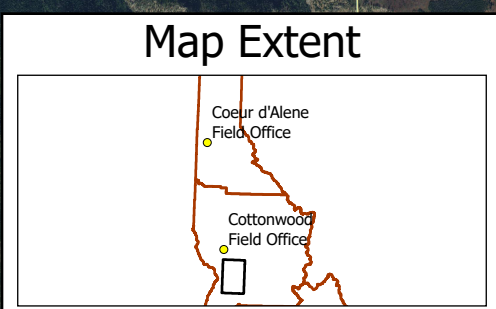 Map Extent
Coeur d'Alene
Field Office
Cottonwood
Field Office